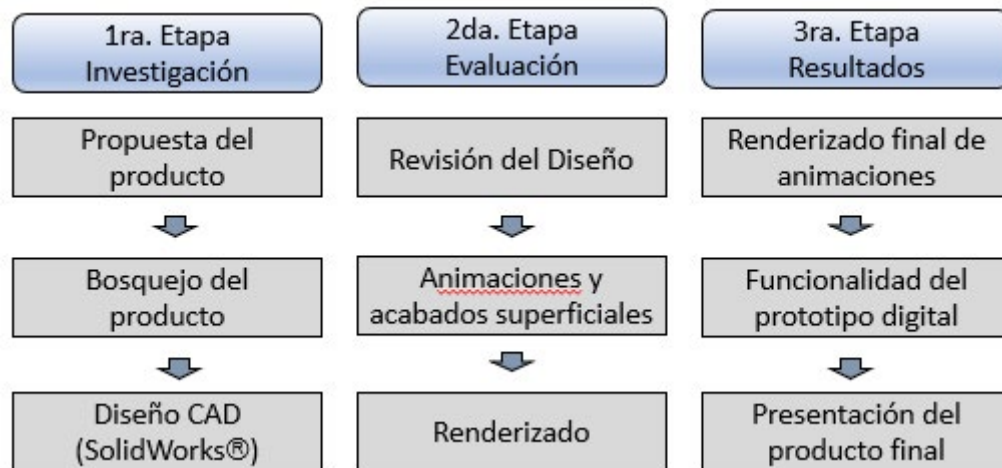 1ra. Etapa
Investigación
Propuesta del
producto
Bosquejo del
producto
Diseño CAD
(SolidWorks®)
2da. Etapa
Evaluación
Revisión del Diseño
Animaciones y
acabados superficiales
Renderizado
3ra. Etapa
Resultados
Renderizado final de
animaciones
Funcionalidad del
prototipo digital
Presentación del
producto final